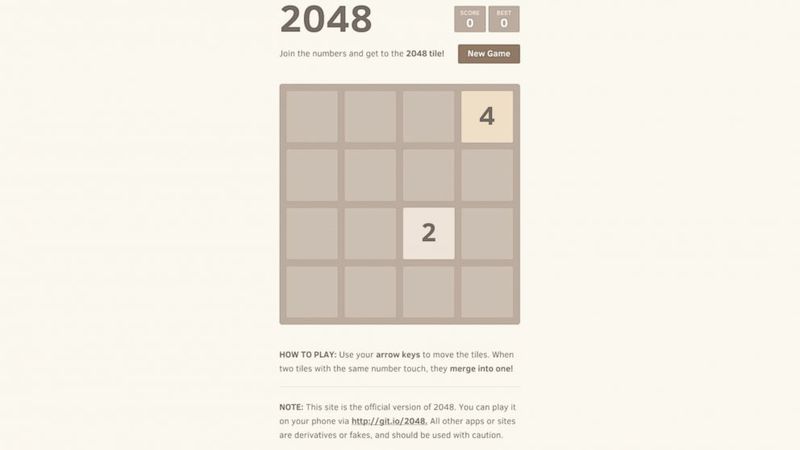 2048
SCORE
0
BEST
0
Join the numbers and get to the 2048 tile!
New Game
4
2
HOW TO PLAY: Use your arrow keys to move the tiles. When
two tiles with the same number touch, they merge into one!
NOTE: This site is the official version of 2048. You can play it
on your phone via http://git.io/2048. All other apps or sites
are derivatives or fakes, and should be used with caution.